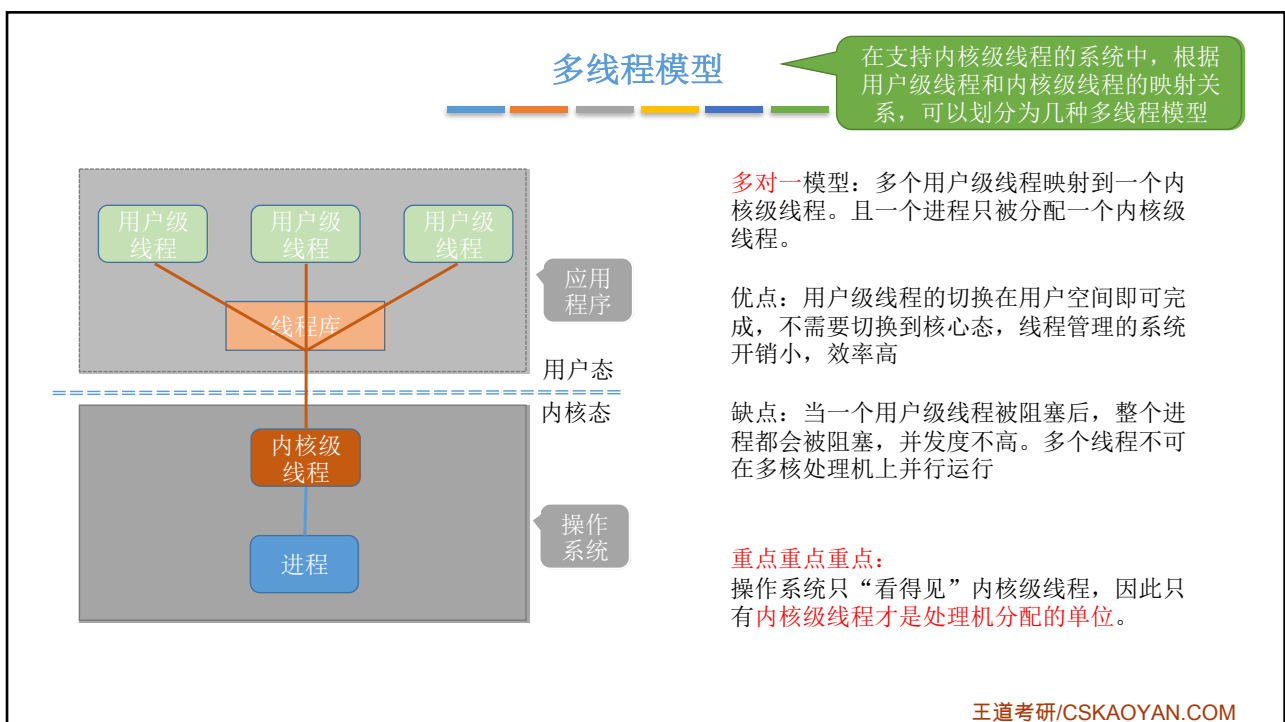 多线程模型
在支持内核级线程的系统中，根据
用户级线程和内核级线程的映射关
系，可以划分为几种多线程模型
用户级
线程
用户级
线程
用户级
线程
线程库
应用
程序
用户态
内核态
内核级
线程
进程
操作
系统
多对一模型：多个用户级线程映射到一个内
核级线程。且一个进程只被分配一个内核级
线程。
优点：用户级线程的切换在用户空间即可完
成，不需要切换到核心态，线程管理的系统
开销小，效率高
缺点：当一个用户级线程被阻塞后，整个进
程都会被阻塞，并发度不高。多个线程不可
在多核处理机上并行运行
重点重点重点：
操作系统只“看得见”内核级线程，因此只
有内核级线程才是处理机分配的单位。
王道考研/CSKAOYAN.COM